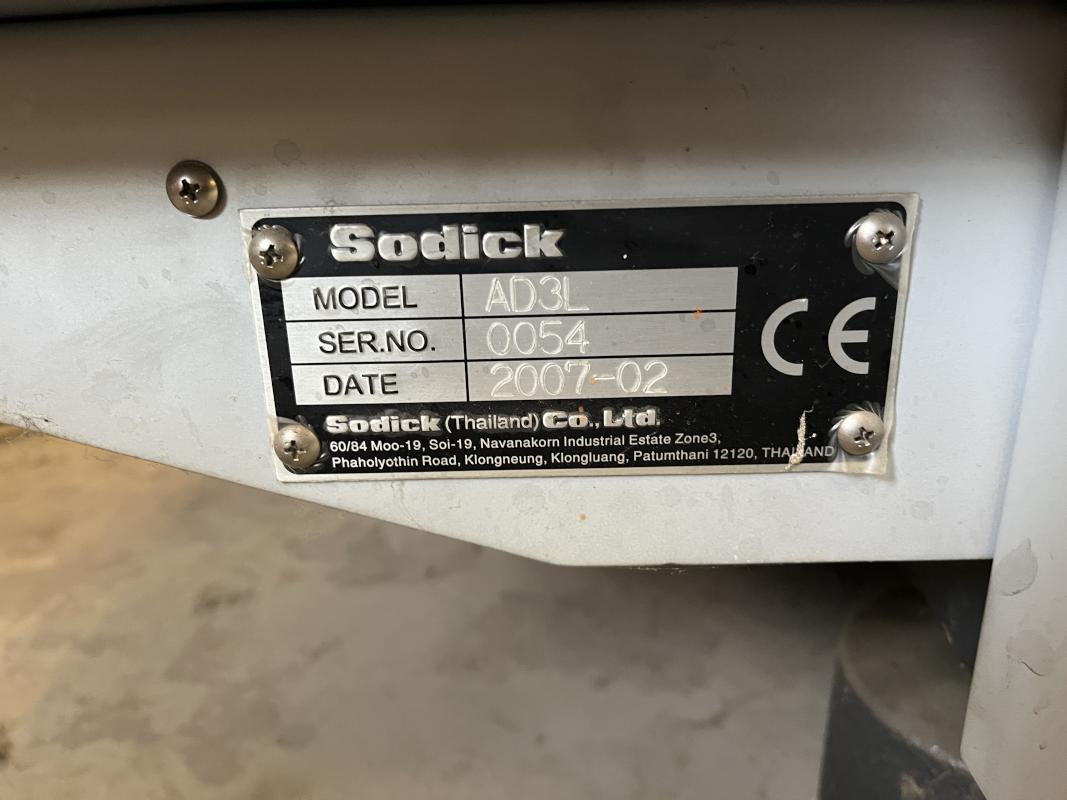 Sodick
MODEL AD3L
SER.NO. 0054
DATE 2007-02
Sodick (Thailand) Co., Ltd.
60/84 Moo-19, Soi-19, Navanakorn Industrial Estate Zone3,
Phaholyothin Road, Klongneung, Klongluang, Patumthani 12120, THAILAND
CE